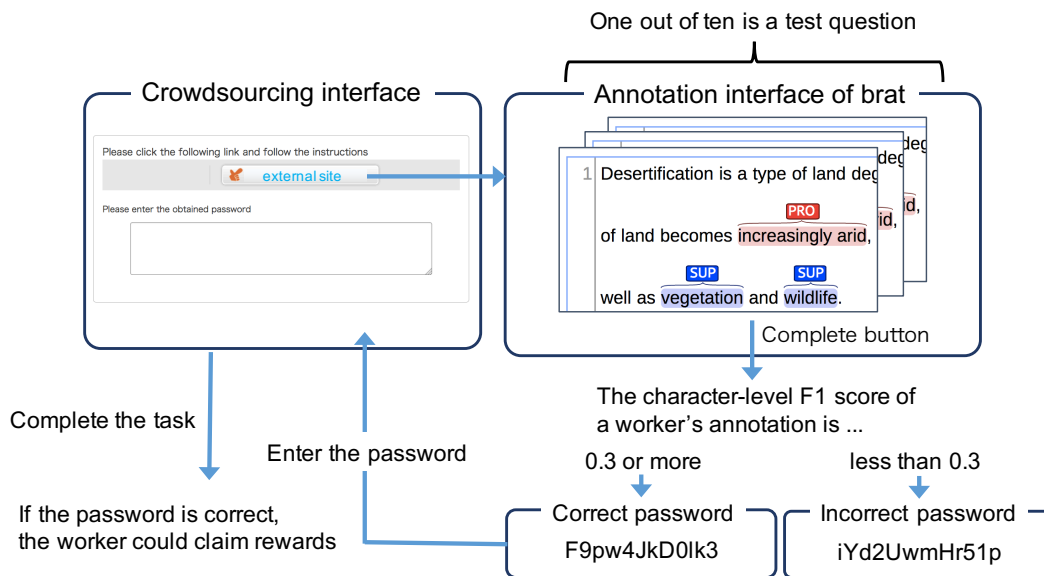 One out of ten is a test question
Crowdsourcing interface
Please click the following link and follow the instructions
external site
Please enter the obtained password
Annotation interface of brat
1 Desertification is a type of land deg
PRO
of land becomes increasingly arid,
SUP SUP
well as vegetation and wildlife.
deg
rid,
deg
id,
Complete button
The character-level F1 score of
a worker's annotation is ...
0.3 or more
less than 0.3
Complete the task
Enter the password
If the password is correct,
the worker could claim rewards
Correct password
F9pw4JkD0lk3
Incorrect password
iYd2UwmHr51p